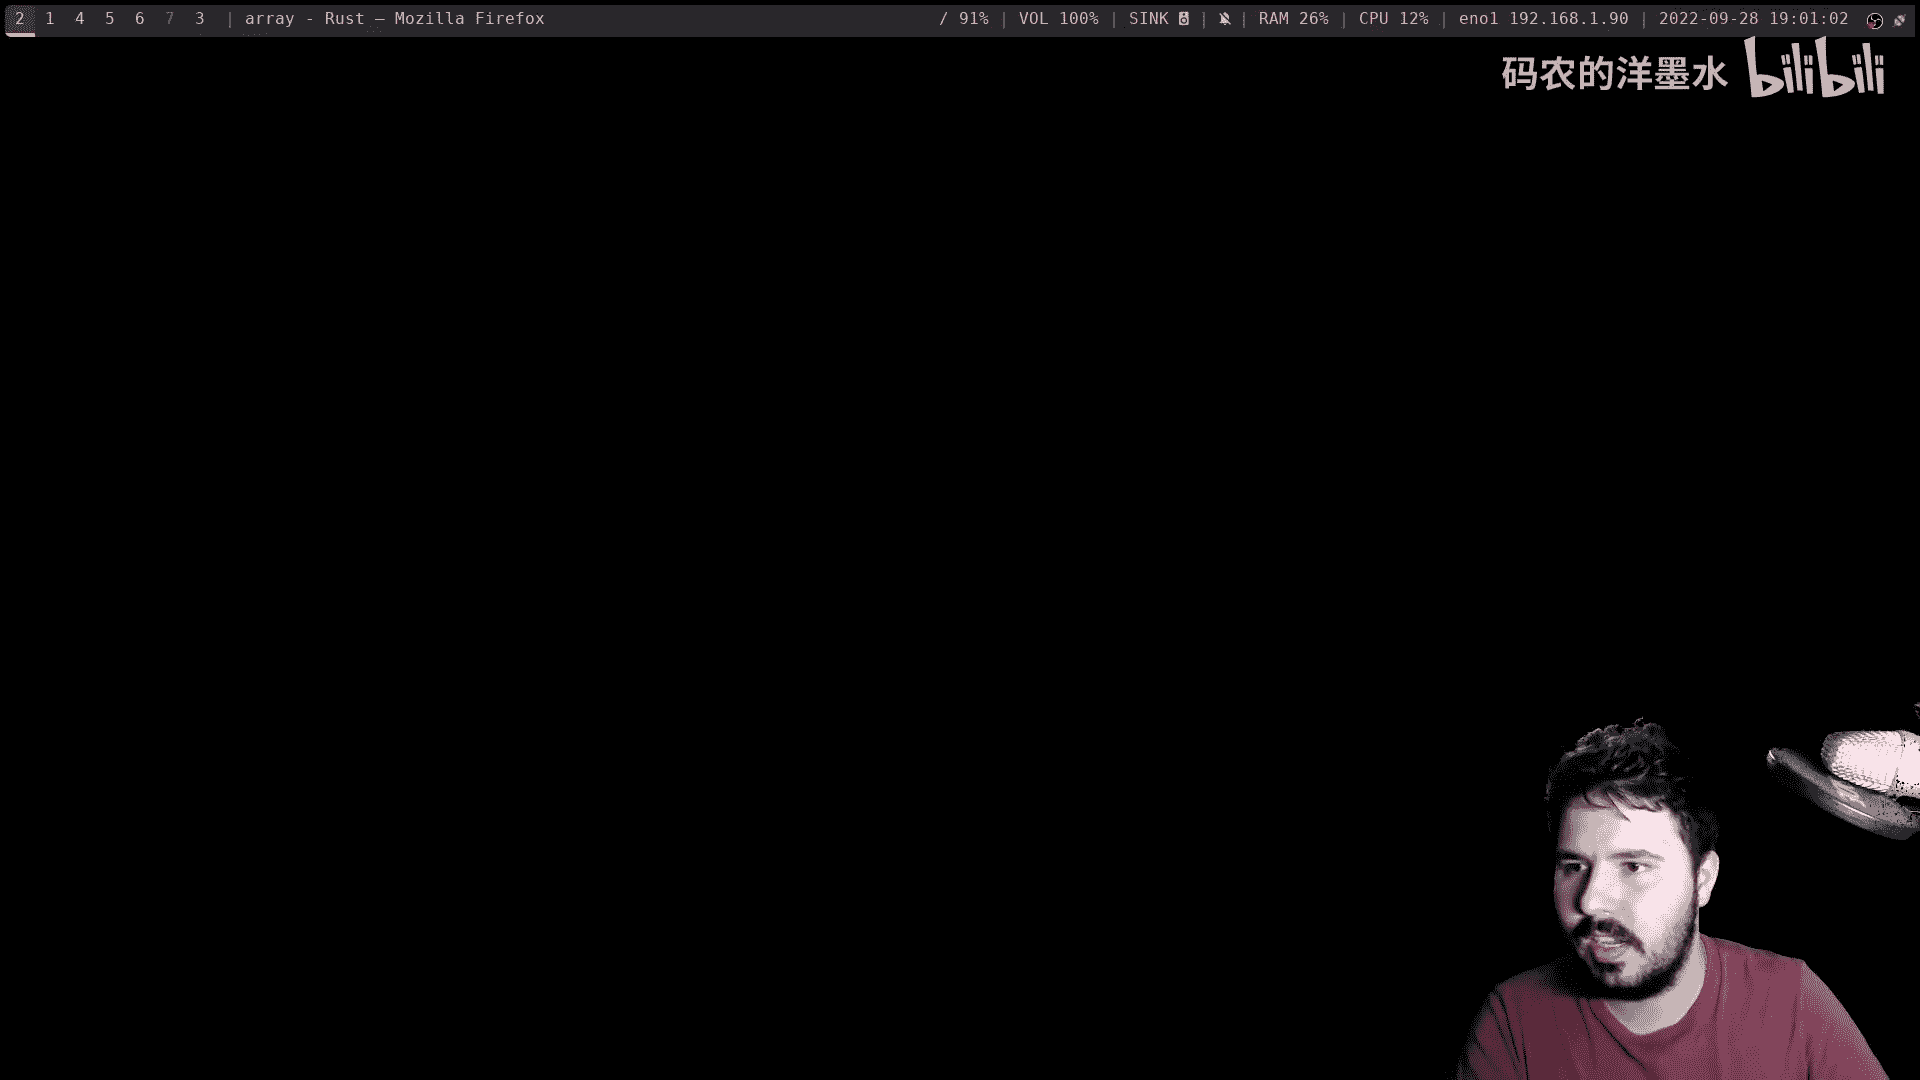 2 1 4 5 6 7 3 | array - Rust — Mozilla Firefox / 91% | VOL 100% | SINK | | RAM 26% | CPU 12% | eno1 192.168.1.90 | 2022-09-28 19:01:02
码农的洋墨水 bilibili